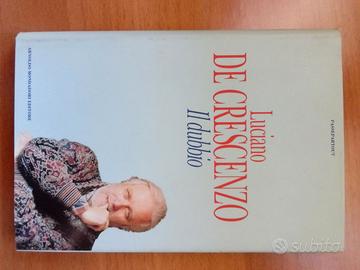 PASSEPARTOUT
Luciano
DE CRESCENZO
Il dubbio
ARNOLDO MONDADORI EDITORE
subito